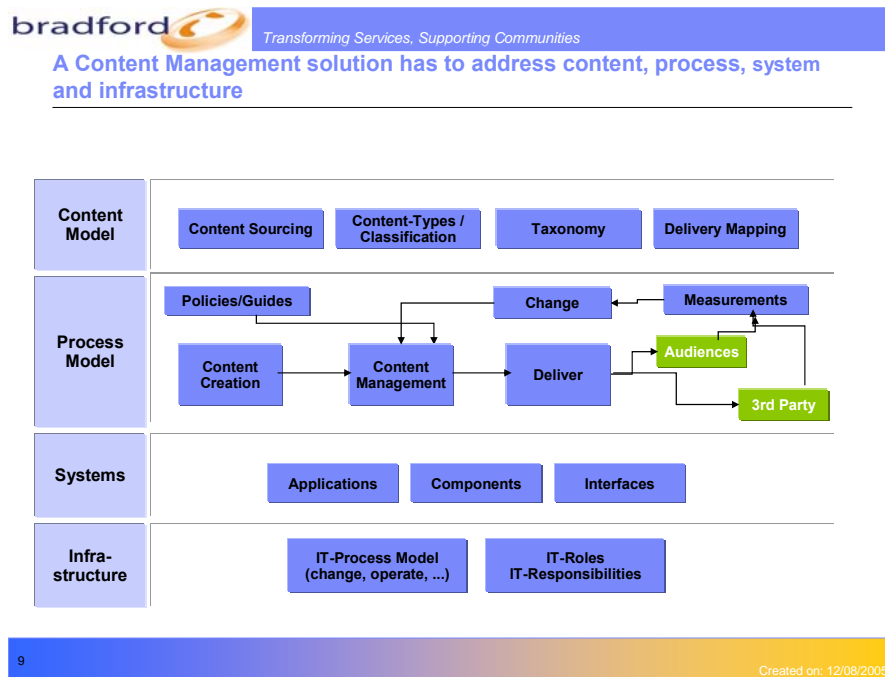 bradford
Transforming Services, Supporting Communities
A Content Management solution has to address content, process, system
and infrastructure
Content
Model
Content Sourcing
Content-Types /
Classification
Taxonomy
Delivery Mapping
Process
Model
Policies/Guides
Change
Measurements
Content
Creation
Content
Management
Deliver
Audiences
3rd Party
Systems
Applications
Components
Interfaces
Infra-
structure
IT-Process Model
(change, operate, ...)
IT-Roles
IT-Responsibilities
9
Created on: 12/08/2005